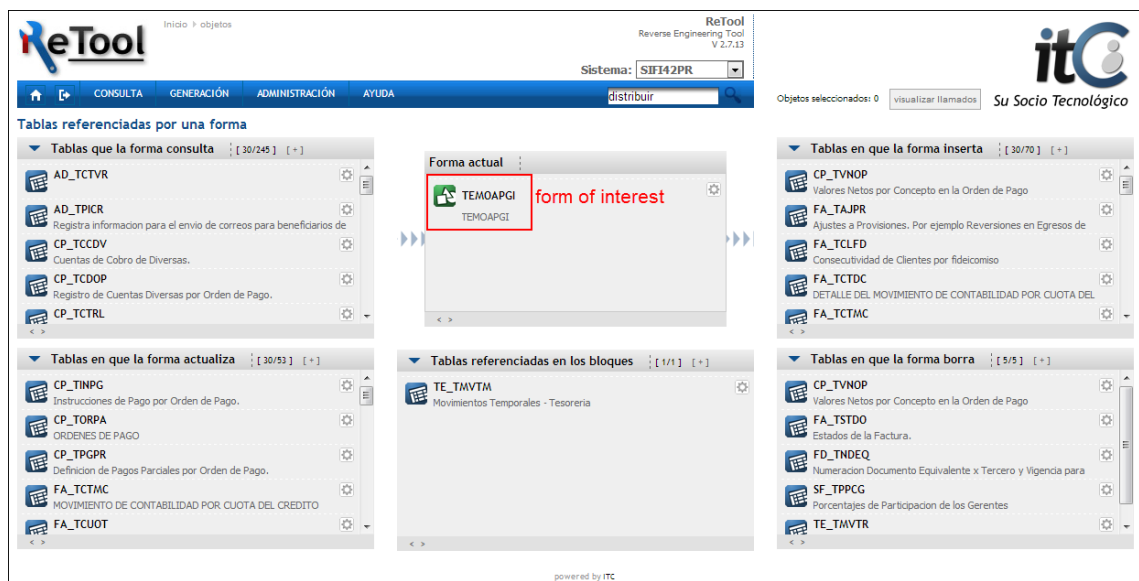 ReTool
Inicio › objetos
ReTool
Reverse Engineering Tool
V 2.7.13
Sistema: SIFI42PR
itc
Su Socio Tecnológico
CONSULTA GENERACIÓN ADMINISTRACIÓN AYUDA
distribuir
Objetos seleccionados: 0 visualizar llamados
Tablas referenciadas por una forma
Tablas que la forma consulta [ 30/245 ] [ + ]
AD_TCTVR
AD_TPICR
Registra informacion para el envio de correos para beneficiarios de
CP_TCCDV
Cuentas de Cobro de Diversas.
CP_TCDOP
Registro de Cuentas Diversas por Orden de Pago.
CP_TCTRL
< >
Forma actual
TEMOAPGI
TEMOAPGI
form of interest
< >
Tablas en que la forma inserta [ 30/70 ] [ + ]
CP_TVNOP
Valores Netos por Concepto en la Orden de Pago
FA_TAJPR
Ajustes a Provisiones. Por ejemplo Reversiones en Egresos de
FA_TCLFD
Consecutividad de Clientes por fideicomiso
FA_TCTDC
DETALLE DEL MOVIMIENTO DE CONTABILIDAD POR CUOTA DEL
FA_TCTMC
< >
Tablas en que la forma actualiza [ 30/53 ] [ + ]
CP_TINPG
Instrucciones de Pago por Orden de Pago.
CP_TORPA
ORDENES DE PAGO
CP_TPGPR
Definicion de Pagos Parciales por Orden de Pago.
FA_TCTMC
MOVIMIENTO DE CONTABILIDAD POR CUOTA DEL CREDITO
FA_TCUOT
< >
Tablas referenciadas en los bloques [ 1/1 ] [ + ]
TE_TMVTM
Movimientos Temporales - Tesoreria
< >
Tablas en que la forma borra [ 5/5 ] [ + ]
CP_TVNOP
Valores Netos por Concepto en la Orden de Pago
FA_TSTDO
Estados de la Factura.
FD_TNDEQ
Numeracion Documento Equivalente x Tercero y Vigencia para
SF_TPPCG
Porcentajes de Participacion de los Gerentes
TE_TMVTR
< >
powered by ITC